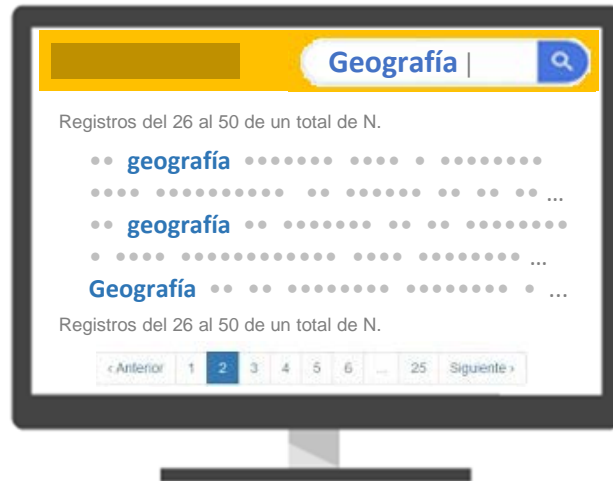 Geografía |
Registros del 26 al 50 de un total de N.
geografía
...
geografía
...
Geografía ...
Registros del 26 al 50 de un total de N.
‹ Anterior 1 2 3 4 5 6 ... 25 Siguiente ›